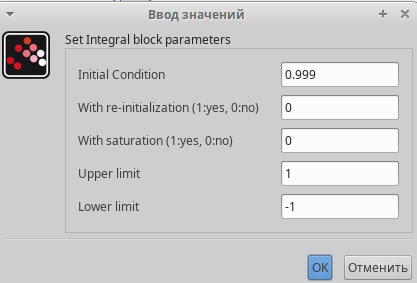 Ввод значений
Set Integral block parameters
Initial Condition 0.999
With re-initialization (1:yes, 0:no) 0
With saturation (1:yes, 0:no) 0
Upper limit 1
Lower limit -1
OK Отменить